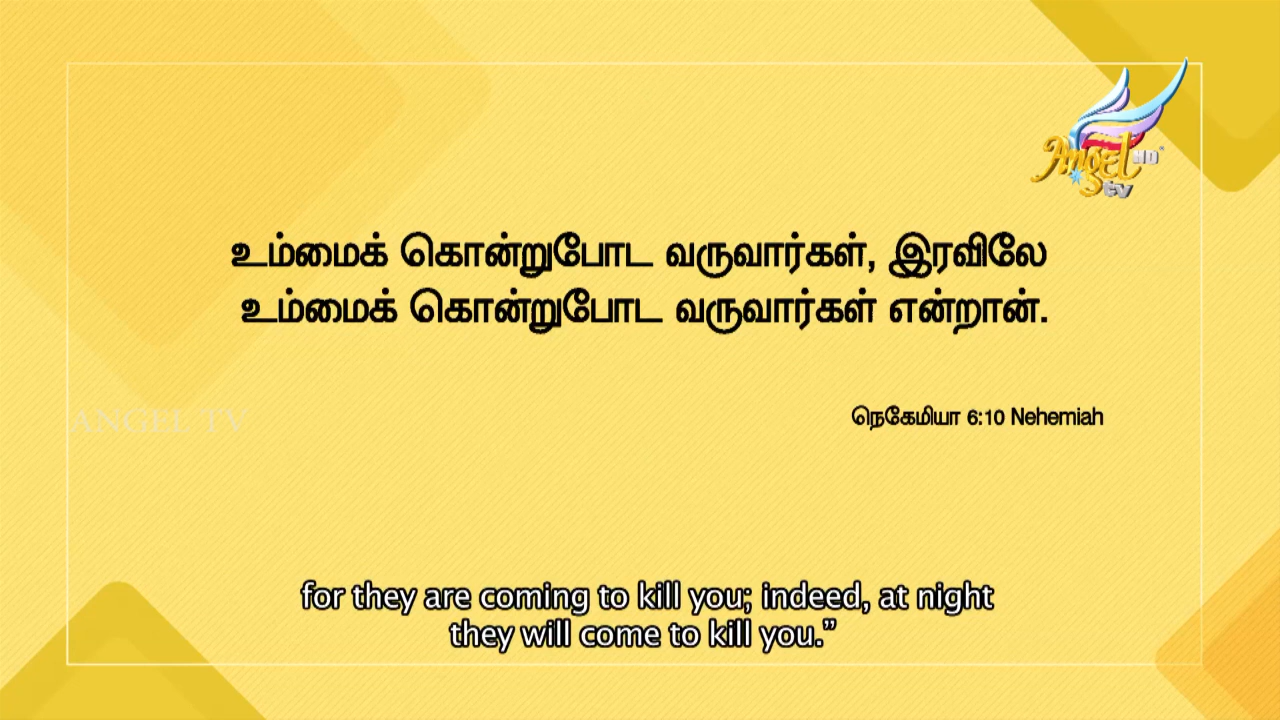 Angel HD
tv
உம்மைக் கொன்றுபோட வருவார்கள், இரவிலே
உம்மைக் கொன்றுபோட வருவார்கள் என்றான்.
ANGEL TV
நெகேமியா 6:10 Nehemiah
for they are coming to kill you; indeed, at night
they will come to kill you.”